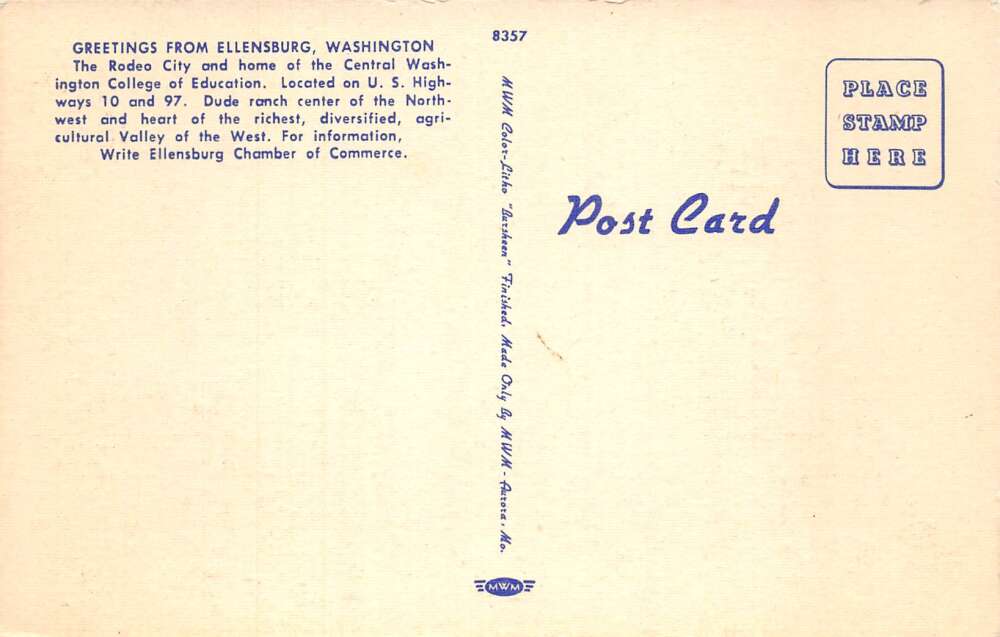 GREETINGS FROM ELLENSBURG, WASHINGTON
The Rodeo City and home of the Central Wash-
ington College of Education. Located on U. S. High-
ways 10 and 97. Dude ranch center of the North-
west and heart of the richest, diversified, agri-
cultural Valley of the West. For information,
Write Ellensburg Chamber of Commerce.
8357
MWM Color-Litho "Bursheen" Finished. Made Only By MWM - Aurora, Mo.
MWM
Post Card
PLACE
STAMP
HERE